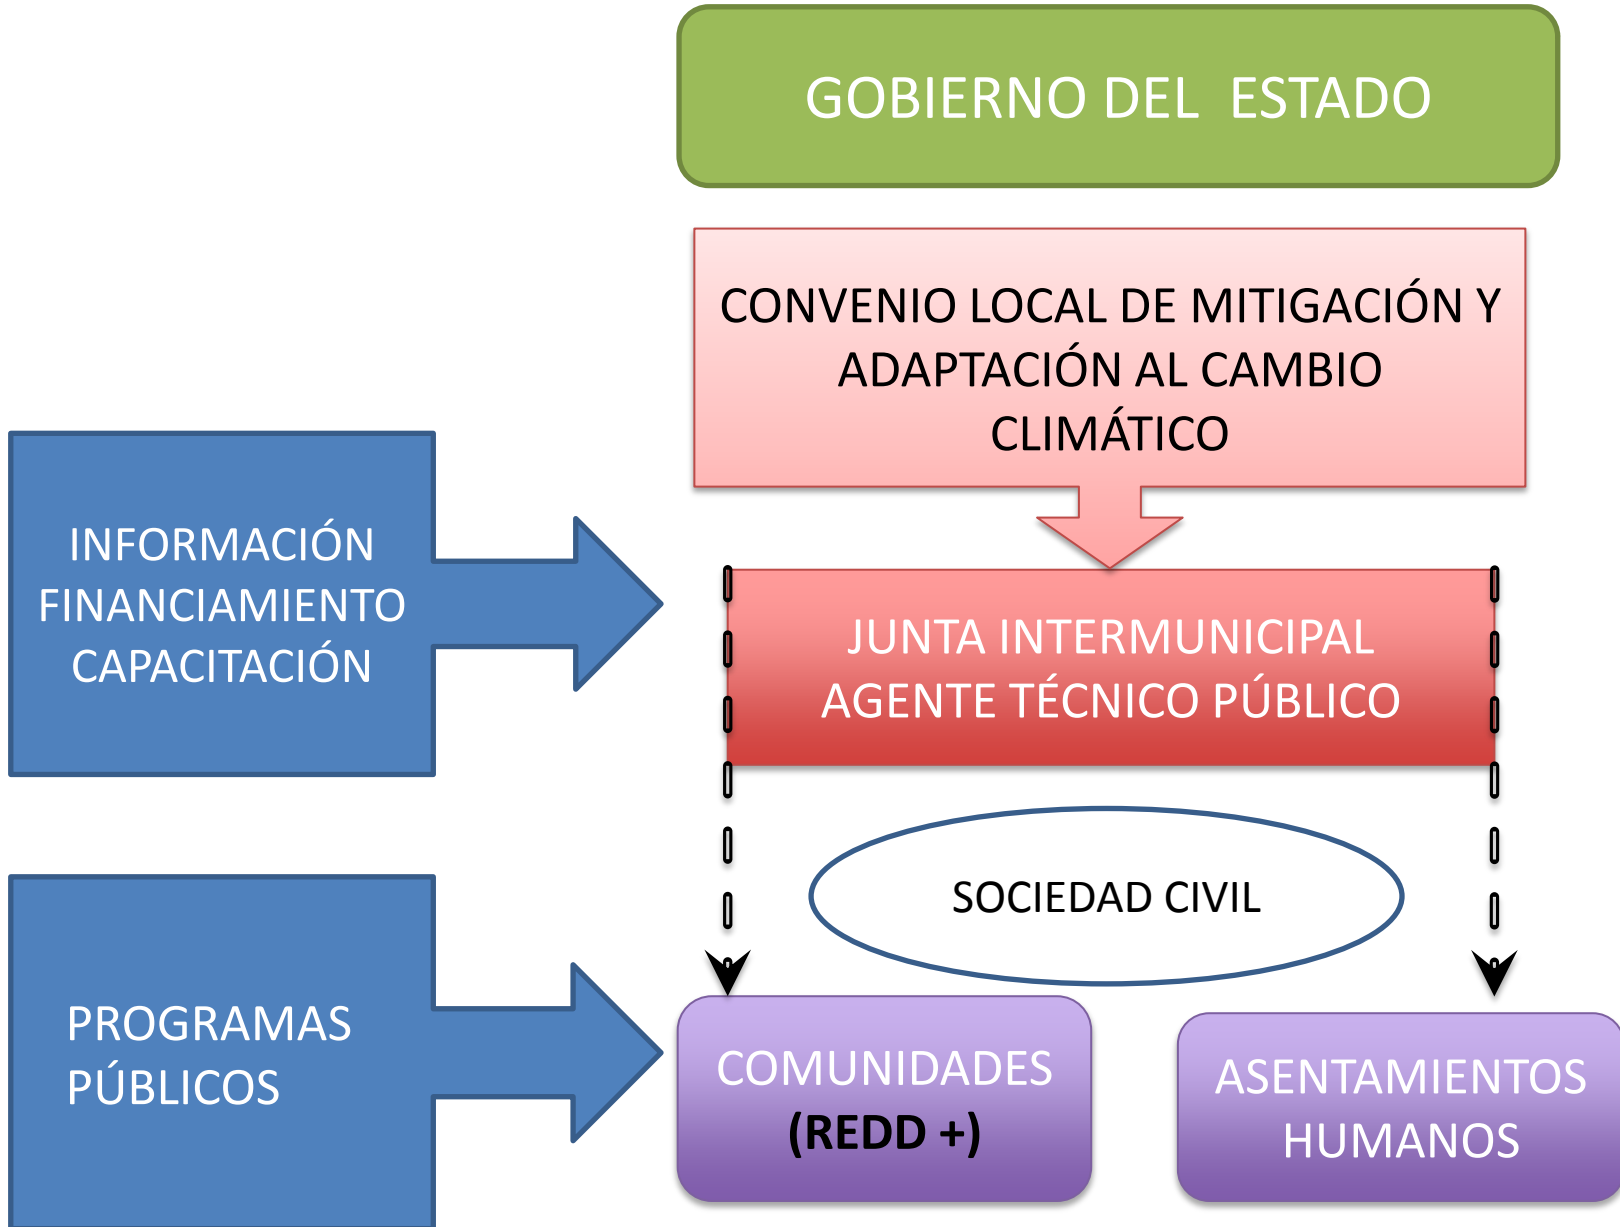 GOBIERNO DEL ESTADO
CONVENIO LOCAL DE MITIGACIÓN Y
ADAPTACIÓN AL CAMBIO
CLIMÁTICO
INFORMACIÓN
FINANCIAMIENTO
CAPACITACIÓN
JUNTA INTERMUNICIPAL
AGENTE TÉCNICO PÚBLICO
SOCIEDAD CIVIL
PROGRAMAS
PÚBLICOS
COMUNIDADES
(REDD +)
ASENTAMIENTOS
HUMANOS